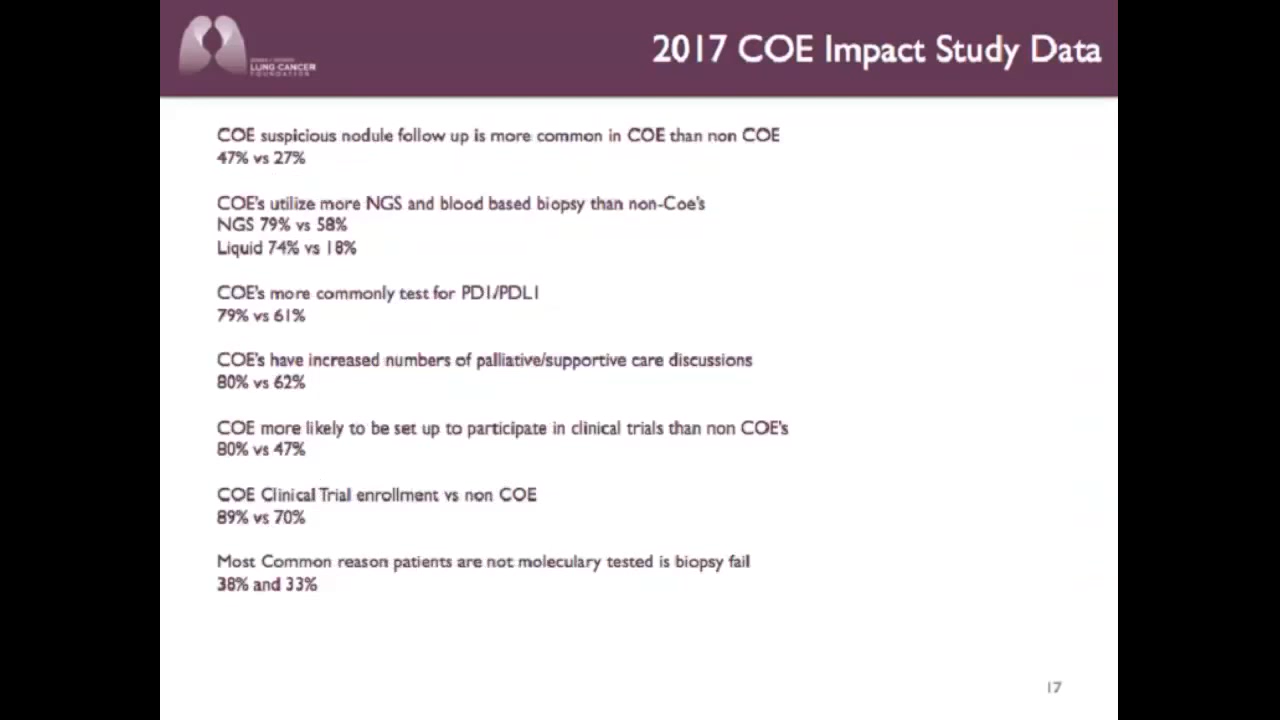 LUNG CANCER
FOUNDATION
2017 COE Impact Study Data
COE suspicious nodule follow up is more common in COE than non COE
47% vs 27%
COE's utilize more NGS and blood based biopsy than non-Coe's
NGS 79% vs 58%
Liquid 74% vs 18%
COE's more commonly test for PD1/PDL1
79% vs 61%
COE's have increased numbers of palliative/supportive care discussions
80% vs 62%
COE more likely to be set up to participate in clinical trials than non COE's
80% vs 47%
COE Clinical Trial enrollment vs non COE
89% vs 70%
Most Common reason patients are not moleculary tested is biopsy fail
38% and 33%
17